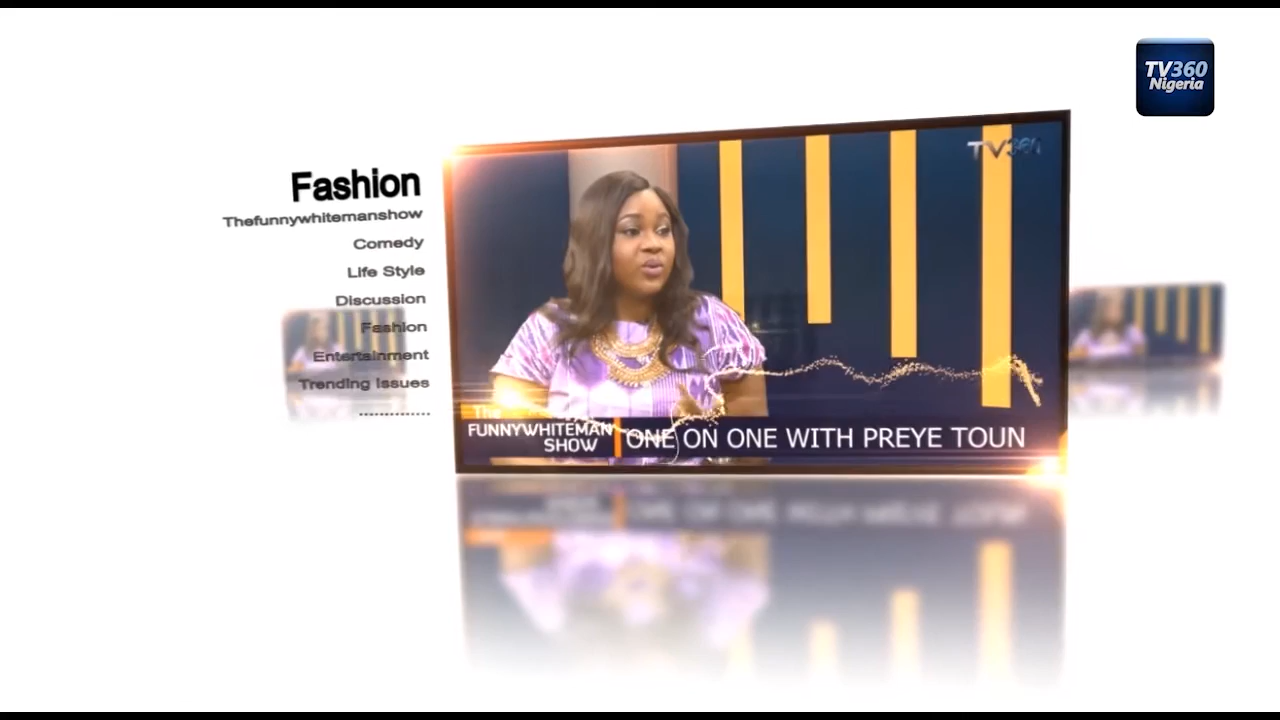 TV360
Nigeria
Fashion
Thefunnywhitemanshow
Comedy
Life Style
Discussion
Fashion
Entertainment
Trending Issues
TV360
The
FUNNYWHITEMAN
SHOW
ONE ON ONE WITH PREYE TOUN